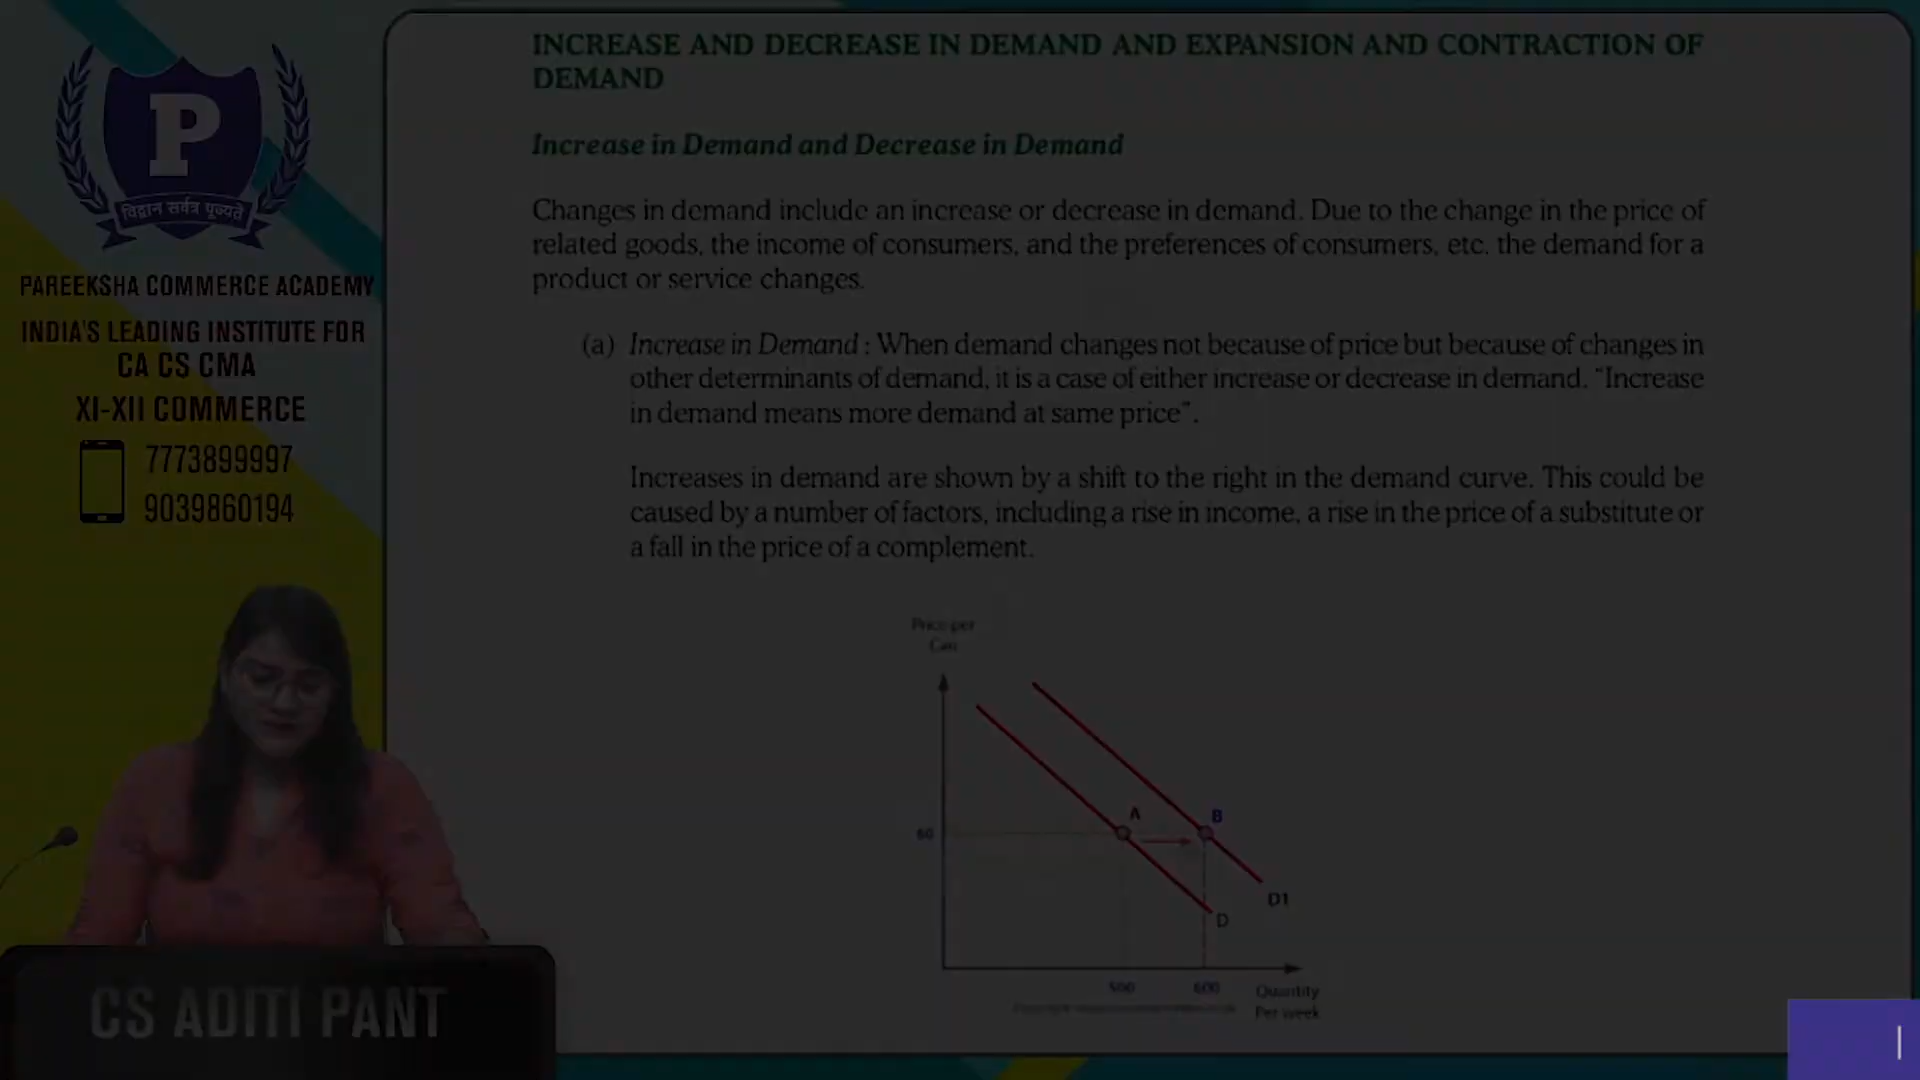 P
विद्वान सर्वत्र पूज्यते
PAREEKSHA COMMERCE ACADEMY
INDIA'S LEADING INSTITUTE FOR
CA CS CMA
XI-XII COMMERCE
7773899997
9039860194
CS ADITI PANT
INCREASE AND DECREASE IN DEMAND AND EXPANSION AND CONTRACTION OF
DEMAND
Increase in Demand and Decrease in Demand
Changes in demand include an increase or decrease in demand. Due to the change in the price of
related goods, the income of consumers, and the preferences of consumers, etc. the demand for a
product or service changes.
(a) Increase in Demand : When demand changes not because of price but because of changes in
other determinants of demand, it is a case of either increase or decrease in demand. "Increase
in demand means more demand at same price".
Increases in demand are shown by a shift to the right in the demand curve. This could be
caused by a number of factors, including a rise in income, a rise in the price of a substitute or
a fall in the price of a complement.
Price per
Can
A
B
60
D1
D
500
600
Quantity
Per week